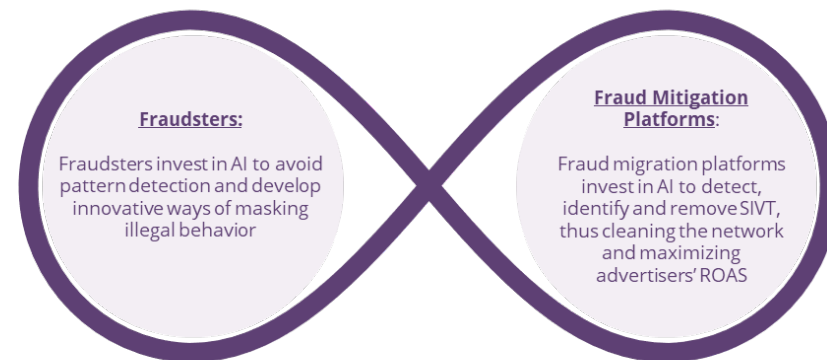 Fraudsters:
Fraudsters invest in AI to avoid
pattern detection and develop
innovative ways of masking
illegal behavior
Fraud Mitigation
Platforms:
Fraud migration platforms
invest in AI to detect,
identify and remove SIVT,
thus cleaning the network
and maximizing
advertisers’ ROAS